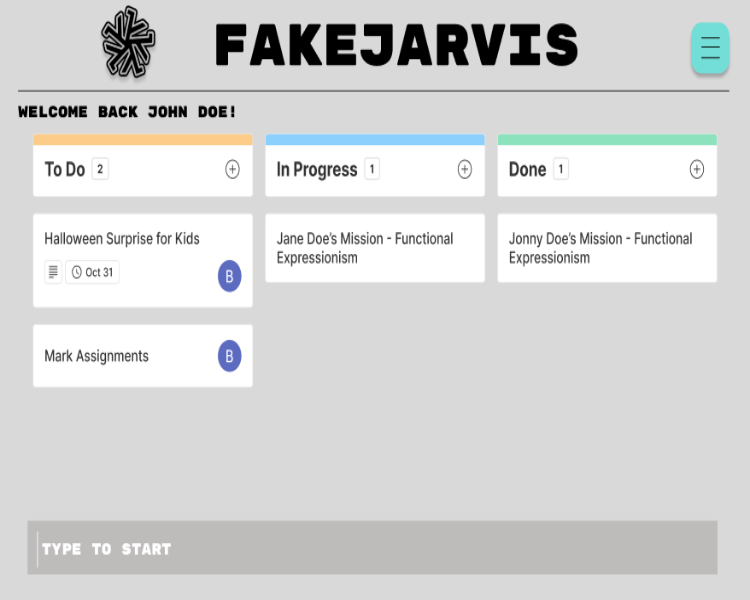 FAKEJARVIS
WELCOME BACK JOHN DOE!
To Do 2
In Progress 1
Done 1
Halloween Surprise for Kids
Oct 31
B
Jane Doe's Mission - Functional
Expressionism
Jonny Doe's Mission - Functional
Expressionism
Mark Assignments
B
TYPE TO START